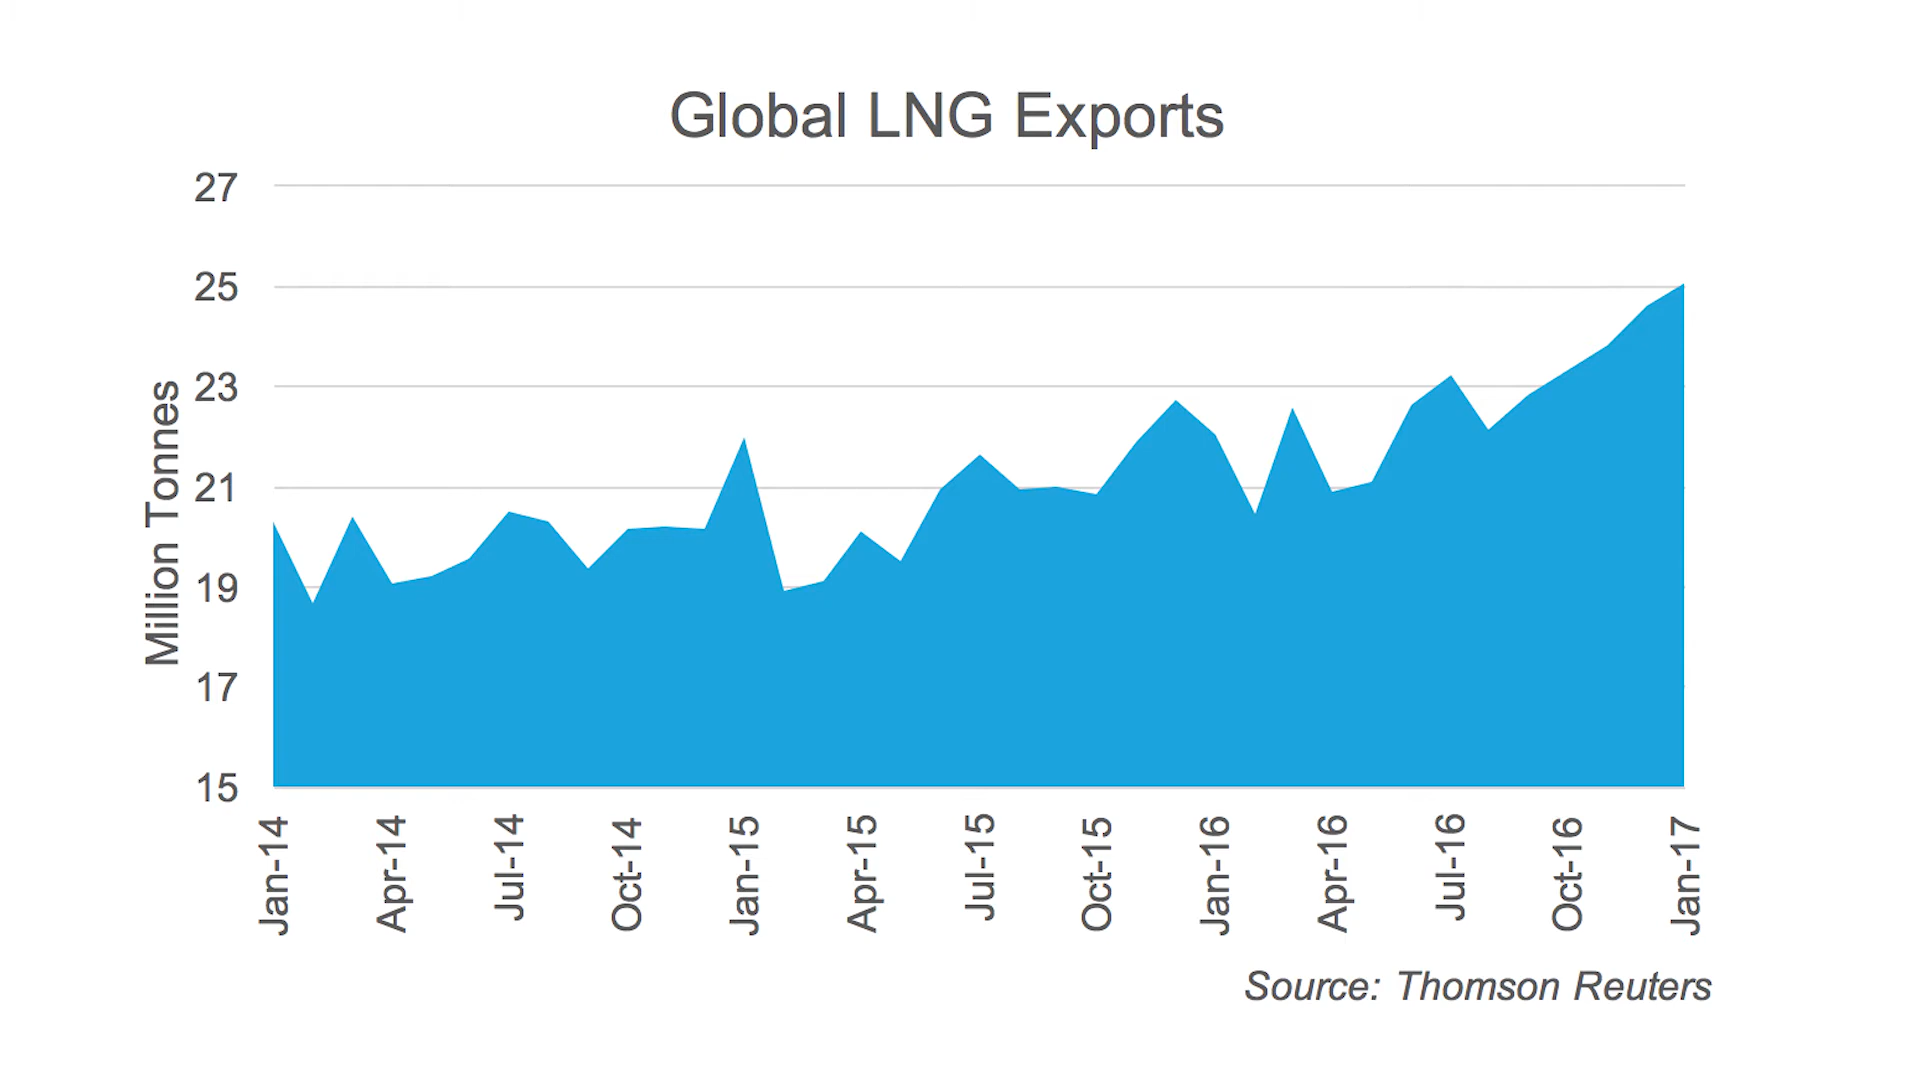 Global LNG Exports
27
25
23
21
19
17
15
Million Tonnes
Jan-14
Apr-14
Jul-14
Oct-14
Jan-15
Apr-15
Jul-15
Oct-15
Jan-16
Apr-16
Jul-16
Oct-16
Jan-17
Source: Thomson Reuters